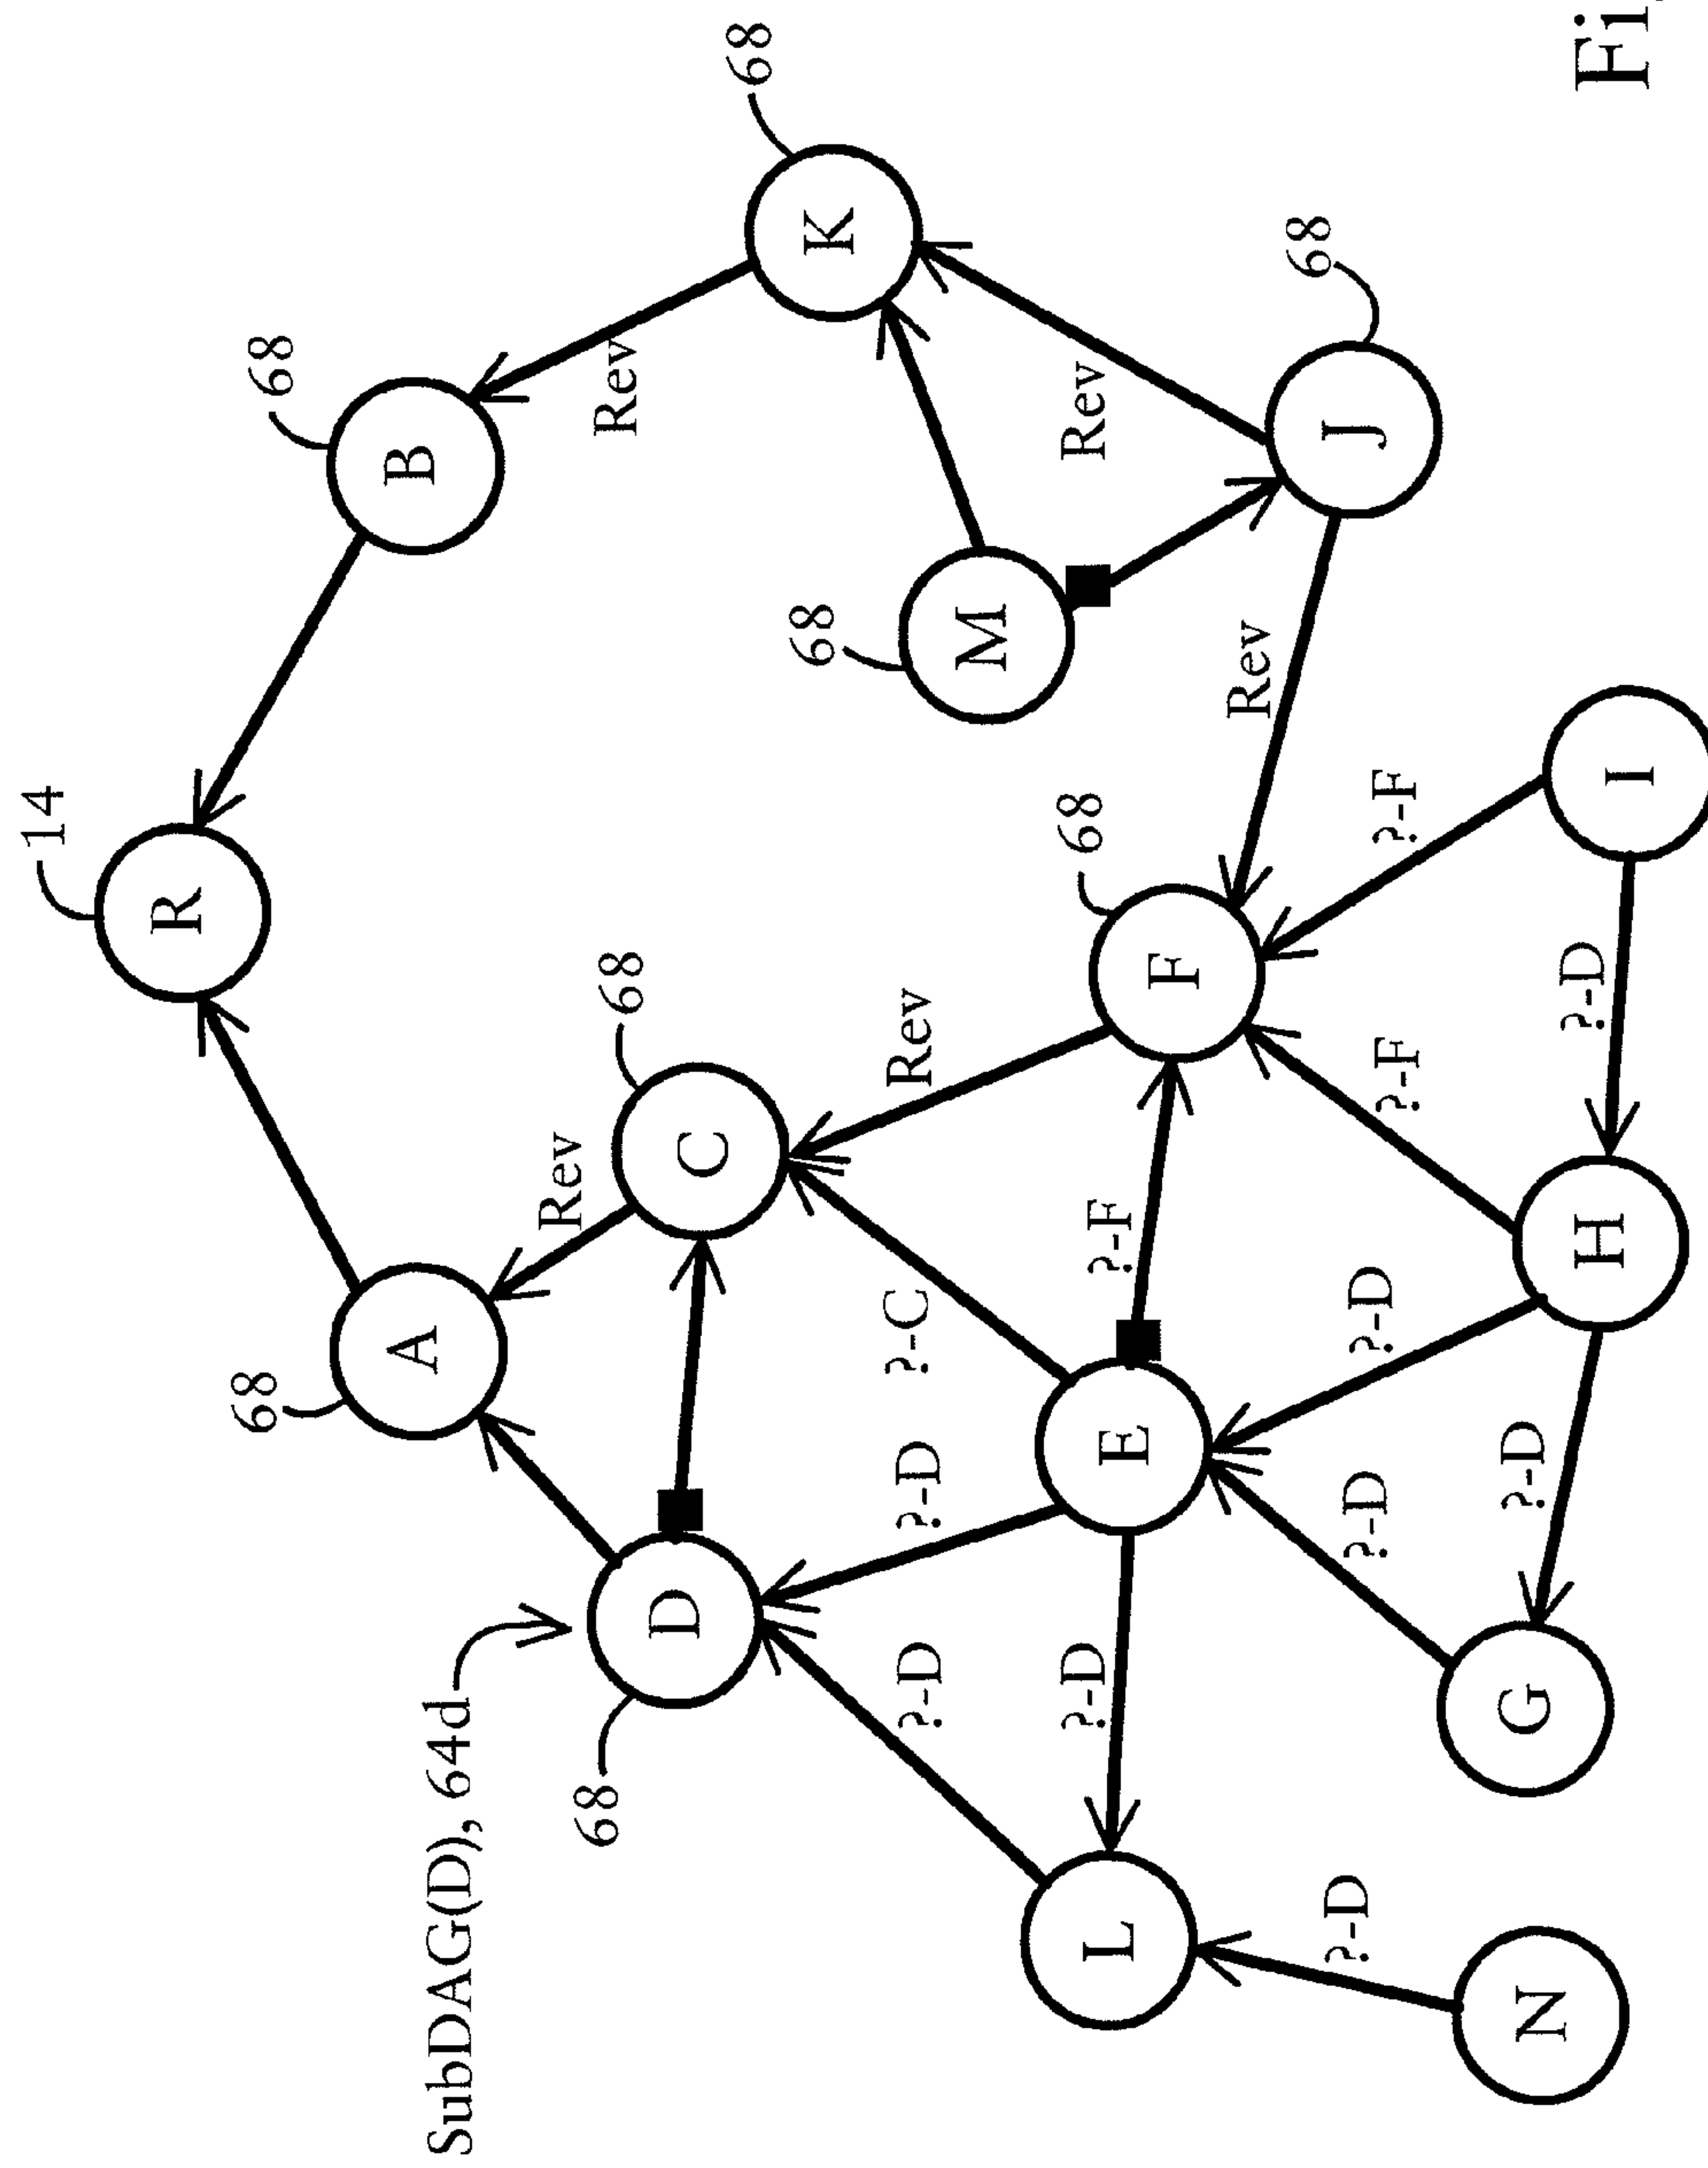 14
R
68
68
A
B
SubDAG(D), 64d
Rev
68
68
Rev
D
C
68
68
K
?-D
?-D
?-C
Rev
M
?-D
?-F
68
Rev
L
E
F
Rev
68
?-D
?-D
?-D
?-F
?-F
J
?-D
?-D
N
G
H
I
Fi